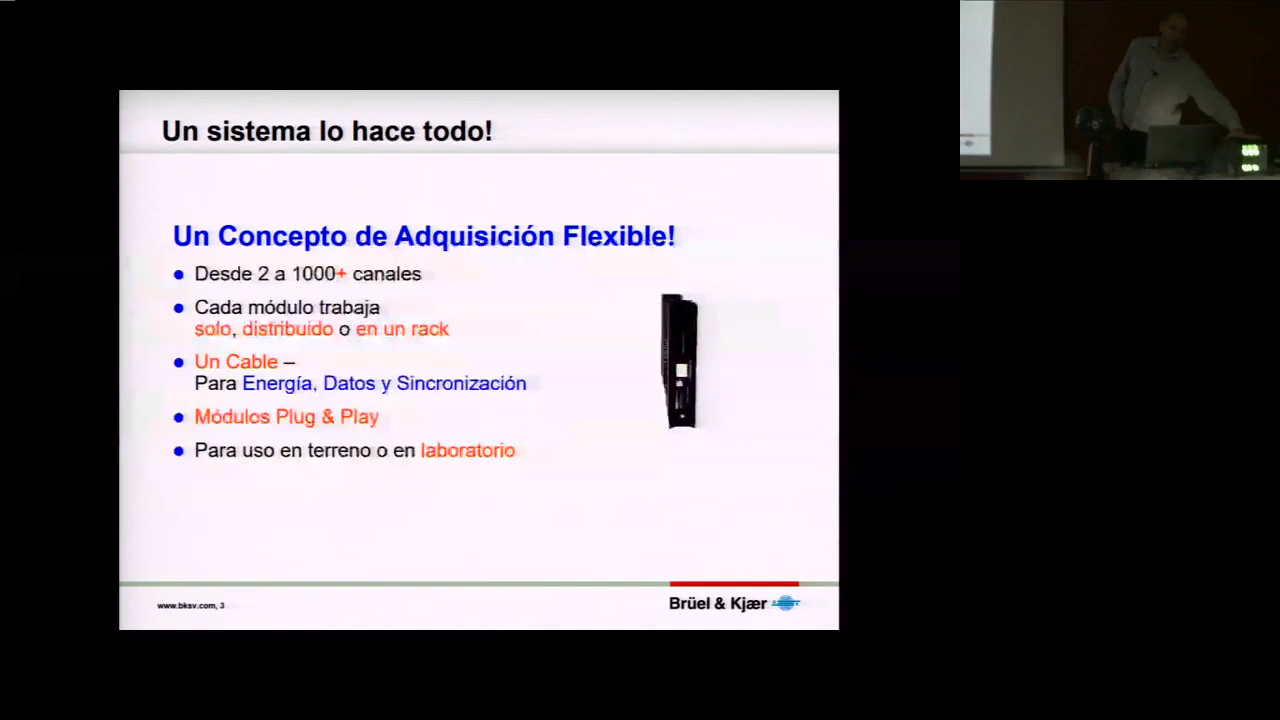 Un sistema lo hace todo!
Un Concepto de Adquisición Flexible!
Desde 2 a 1000+ canales
Cada módulo trabaja
solo, distribuido o en un rack
Un Cable –
Para Energía, Datos y Sincronización
Módulos Plug & Play
Para uso en terreno o en laboratorio
www.bksv.com, 3
Brüel & Kjær